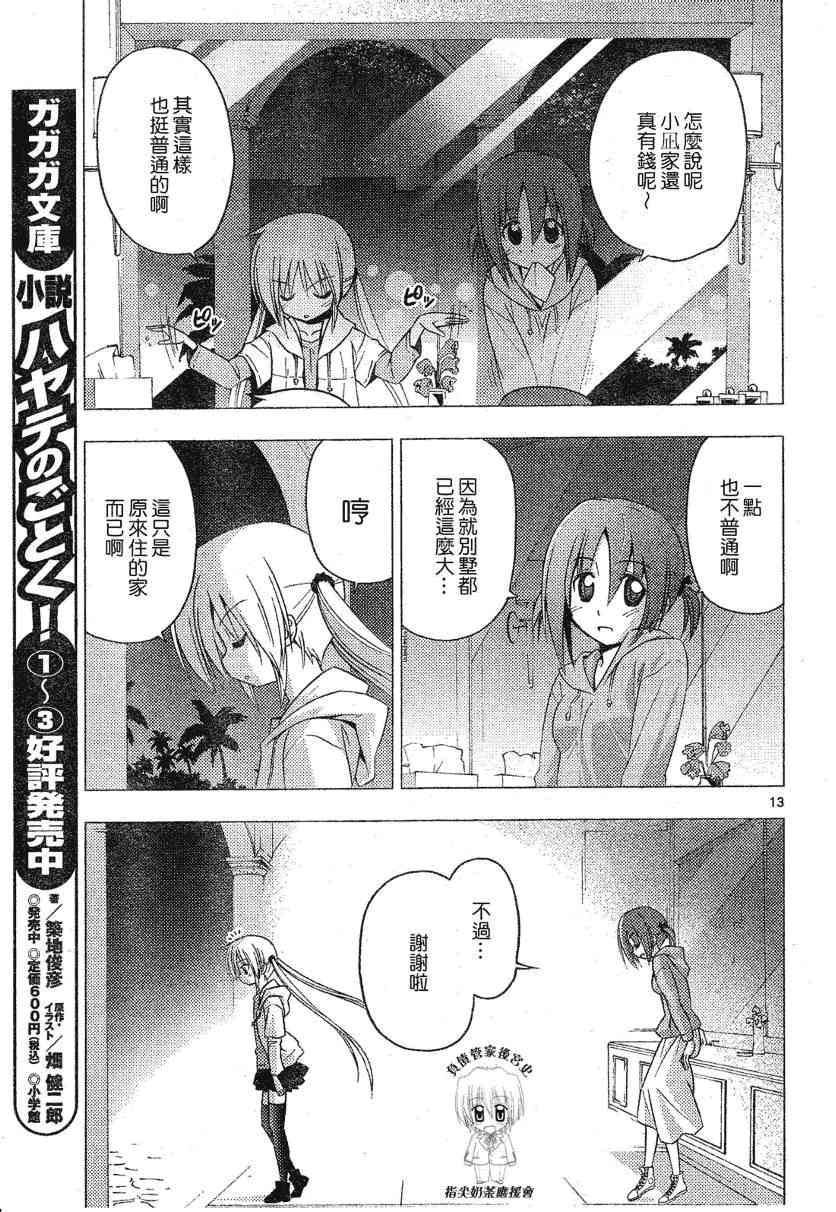 怎麼說呢
小凪家還
真有錢呢～
其實這樣
也挺普通的啊
ピッ
ピッ
一點
也不普通啊
因為就別墅都
已經這麼大…
哼
這只是
原來住的家
而已啊
13
不過…
謝謝啦
負債管家後宮史
指尖奶茶應援會
ガガガ文庫
小説
ハヤテのごとく！
①～③好評発売中
著／築地俊彦
原作・イラスト／畑健二郎
◎発売中 ◎定価600円(税込) ◎小学館